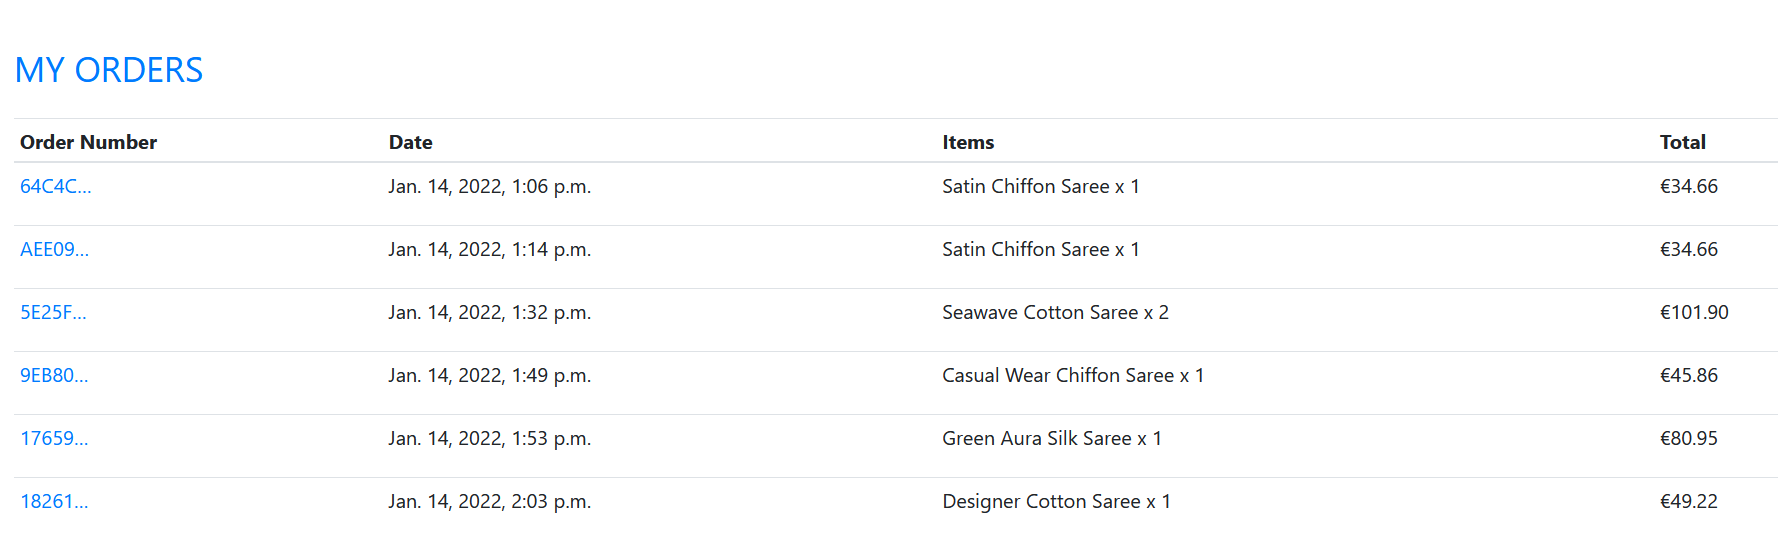 MY ORDERS
Order Number Date Items Total
64C4C... Jan. 14, 2022, 1:06 p.m. Satin Chiffon Saree x 1 €34.66
AEE09... Jan. 14, 2022, 1:14 p.m. Satin Chiffon Saree x 1 €34.66
5E25F... Jan. 14, 2022, 1:32 p.m. Seawave Cotton Saree x 2 €101.90
9EB80... Jan. 14, 2022, 1:49 p.m. Casual Wear Chiffon Saree x 1 €45.86
17659... Jan. 14, 2022, 1:53 p.m. Green Aura Silk Saree x 1 €80.95
18261... Jan. 14, 2022, 2:03 p.m. Designer Cotton Saree x 1 €49.22